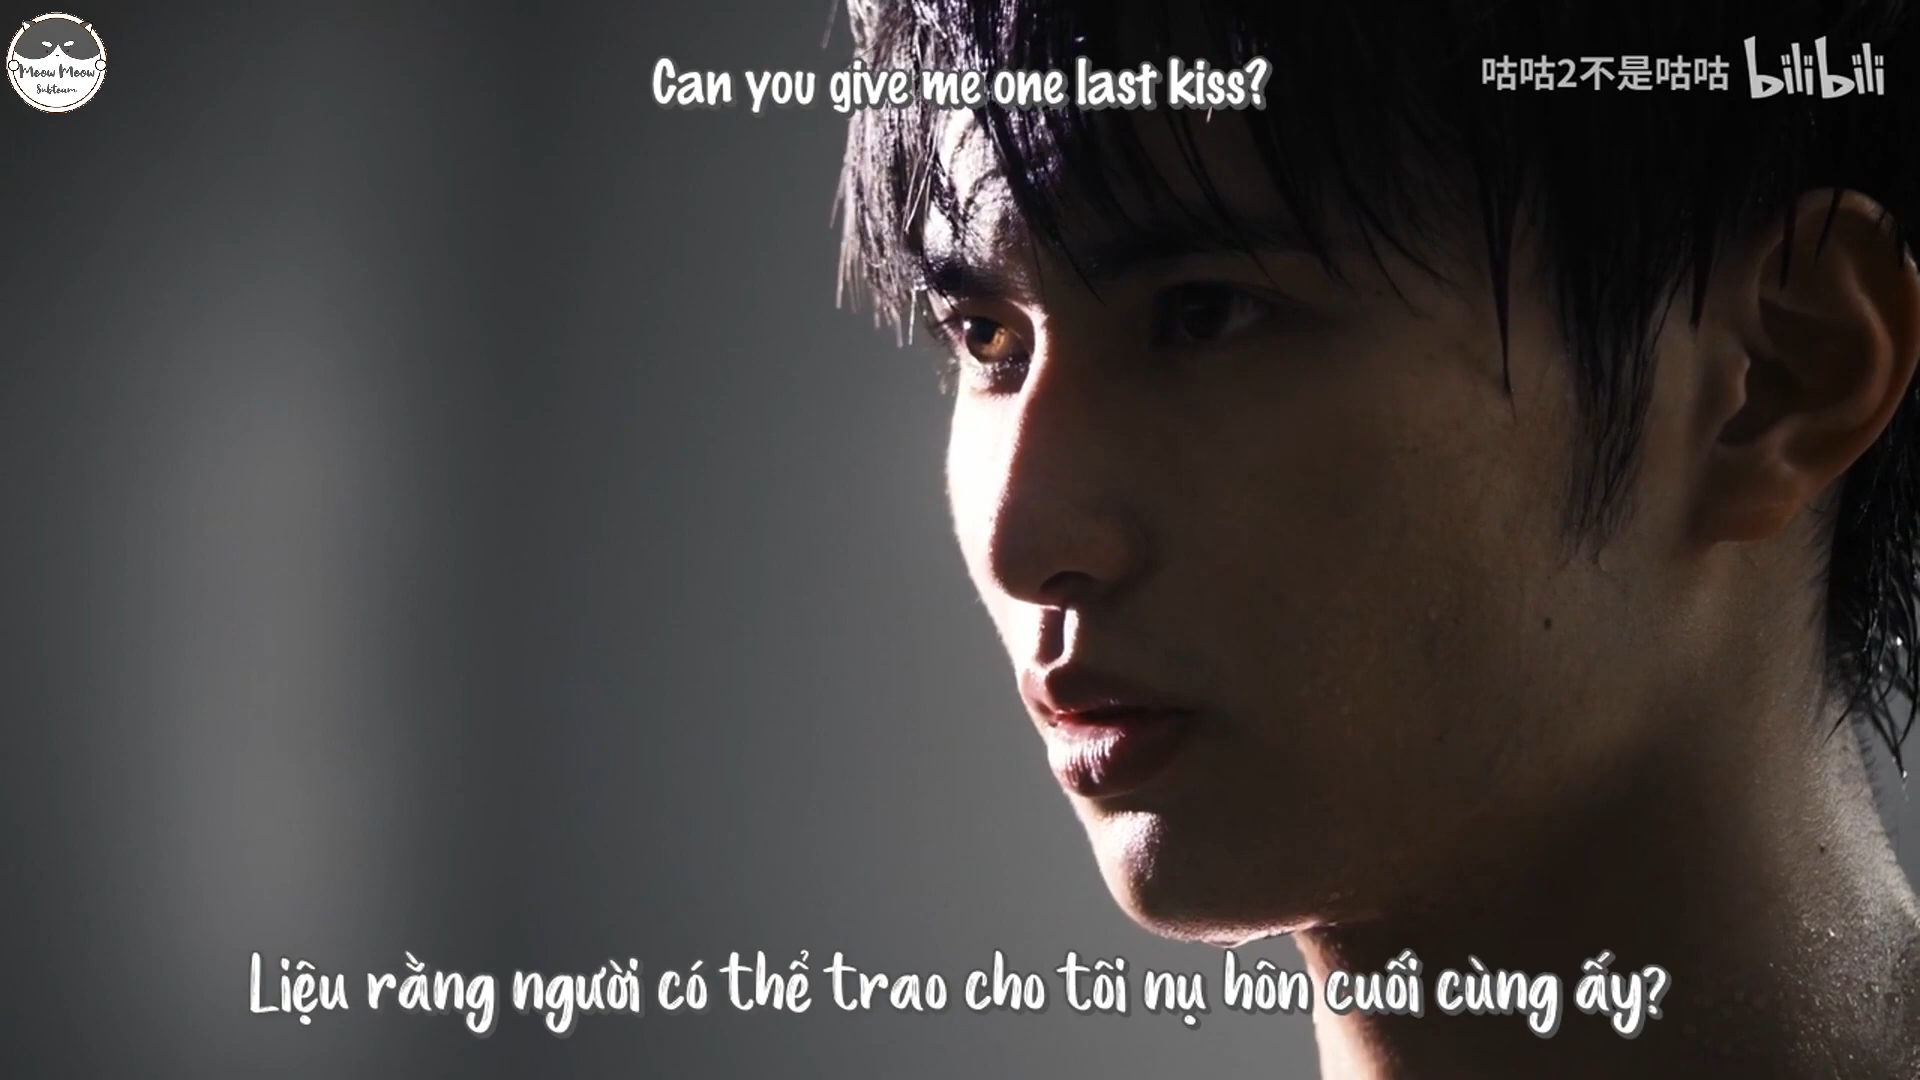 Meow Meow
Subteam
Can you give me one last kiss?
咕咕2不是咕咕 bilibili
Liệu rằng người có thể trao cho tôi nụ hôn cuối cùng ấy?